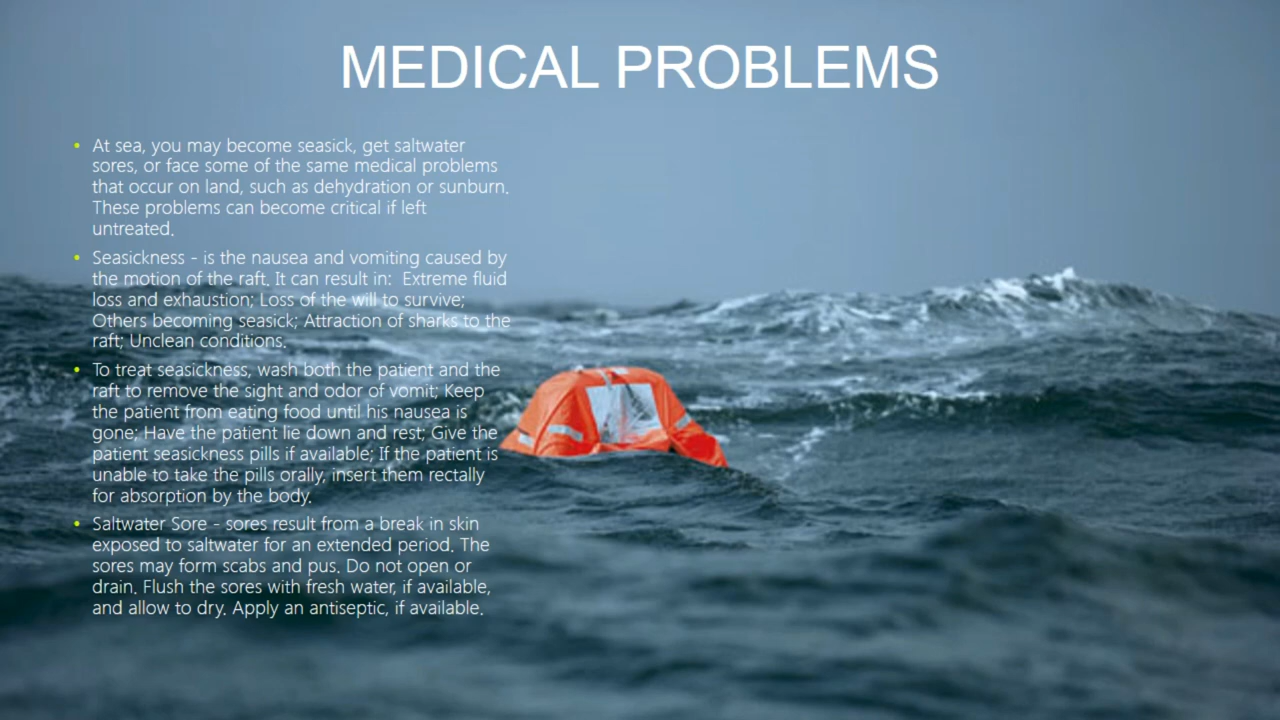 MEDICAL PROBLEMS
• At sea, you may become seasick, get saltwater
sores, or face some of the same medical problems
that occur on land, such as dehydration or sunburn.
These problems can become critical if left
untreated.
• Seasickness - is the nausea and vomiting caused by
the motion of the raft. It can result in:  Extreme fluid
loss and exhaustion; Loss of the will to survive;
Others becoming seasick; Attraction of sharks to the
raft; Unclean conditions.
• To treat seasickness, wash both the patient and the
raft to remove the sight and odor of vomit; Keep
the patient from eating food until his nausea is
gone; Have the patient lie down and rest; Give the
patient seasickness pills if available; If the patient is
unable to take the pills orally, insert them rectally
for absorption by the body.
• Saltwater Sore - sores result from a break in skin
exposed to saltwater for an extended period. The
sores may form scabs and pus. Do not open or
drain. Flush the sores with fresh water, if available,
and allow to dry. Apply an antiseptic, if available.